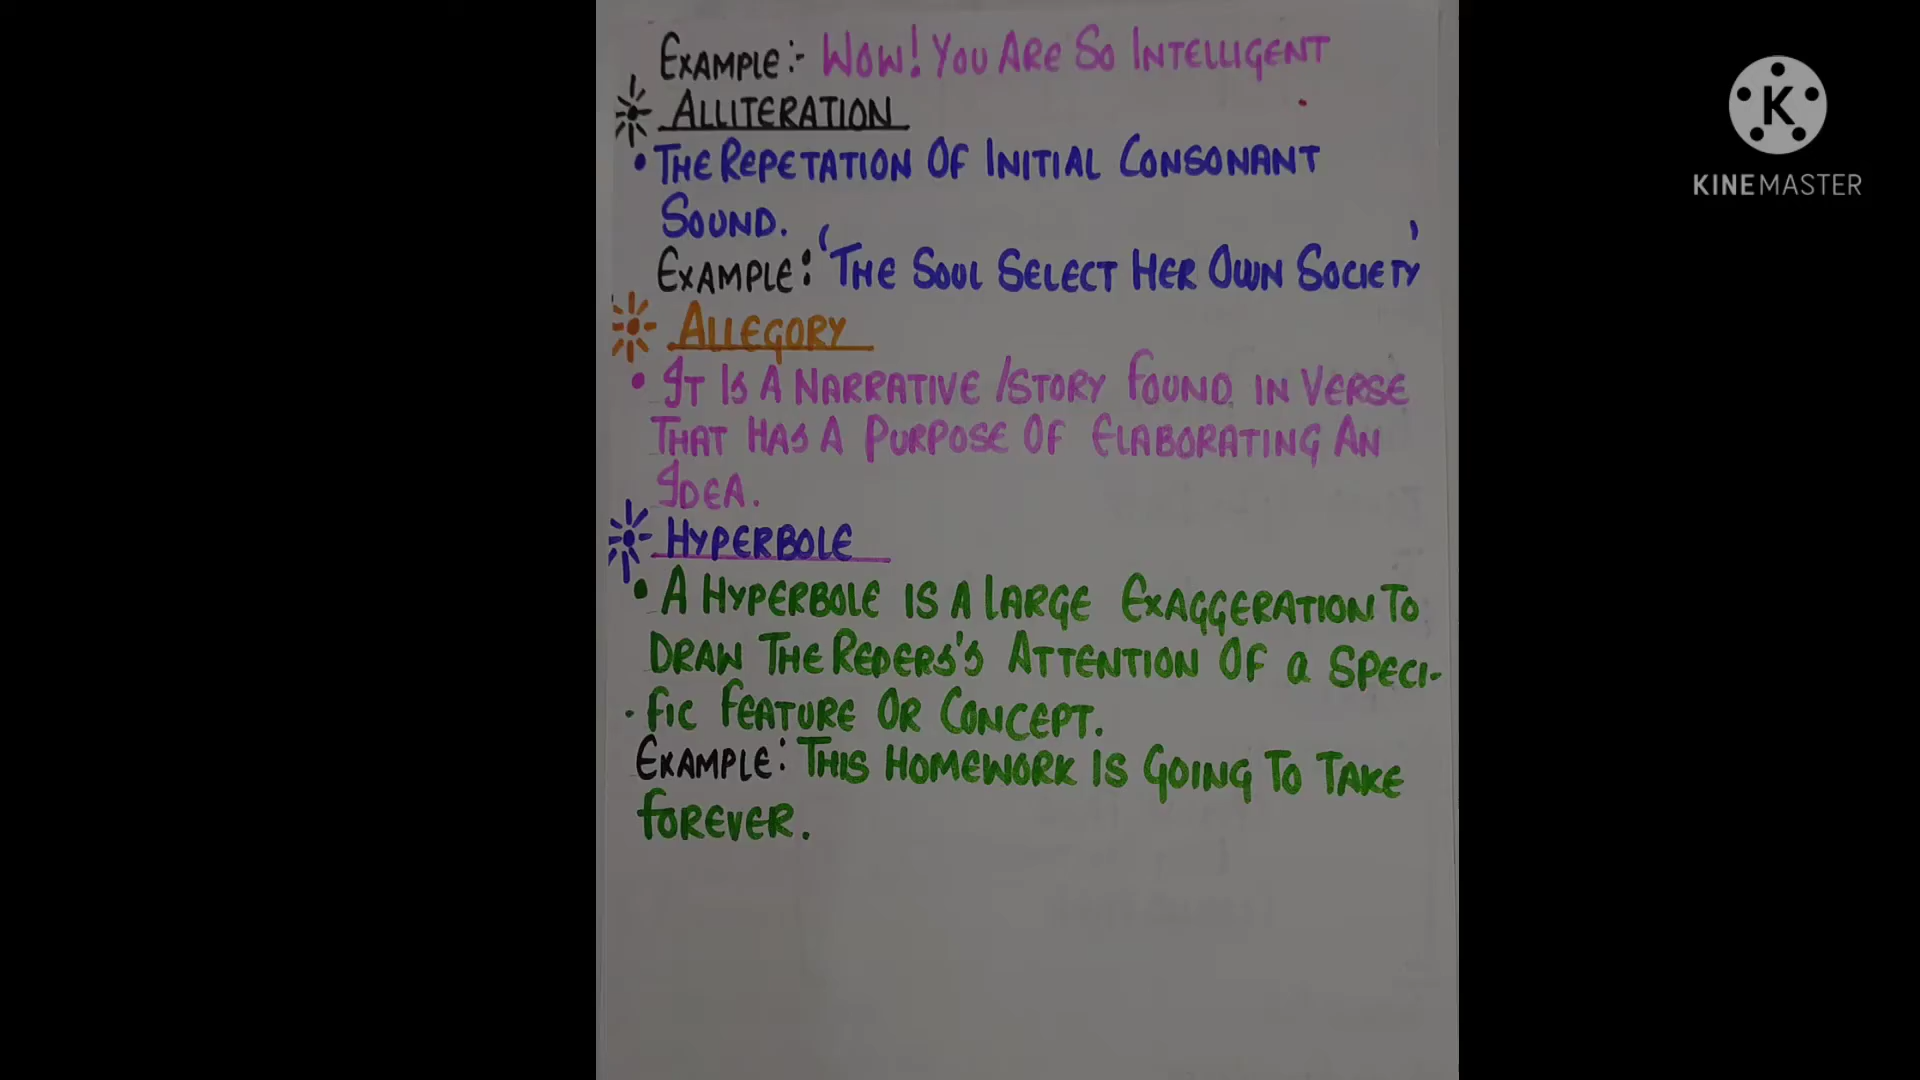 EXAMPLE:- WOW! YOU ARE SO INTELLIGENT
ALLITERATION
• THE REPETATION OF INITIAL CONSONANT
SOUND.
EXAMPLE: 'THE SOUL SELECT HER OWN SOCIETY'
ALLEGORY
• IT IS A NARRATIVE /STORY FOUND IN VERSE
THAT HAS A PURPOSE OF ELABORATING AN
IDEA.
HYPERBOLE
• A HYPERBOLE IS A LARGE EXAGGERATION TO
DRAW THE REDERS'S ATTENTION OF A SPECI-
- FIC FEATURE OR CONCEPT.
EXAMPLE: THIS HOMEWORK IS GOING TO TAKE
FOREVER.
K
KINEMASTER